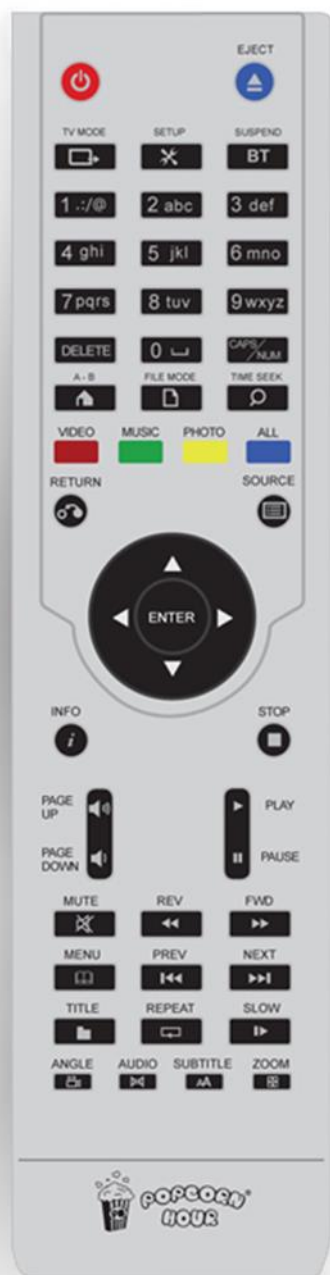 EJECT
TV MODE SETUP SUSPEND
BT
1 .:/@ 2 abc 3 def
4 ghi 5 jkl 6 mno
7 pqrs 8 tuv 9 wxyz
DELETE 0 CAPS/NUM
A - B FILE MODE TIME SEEK
VIDEO MUSIC PHOTO ALL
RETURN SOURCE
ENTER
INFO STOP
i
PAGE UP PLAY
PAGE DOWN PAUSE
MUTE REV FWD
MENU PREV NEXT
TITLE REPEAT SLOW
ANGLE AUDIO SUBTITLE ZOOM
AA
POPCORN®
HOUR